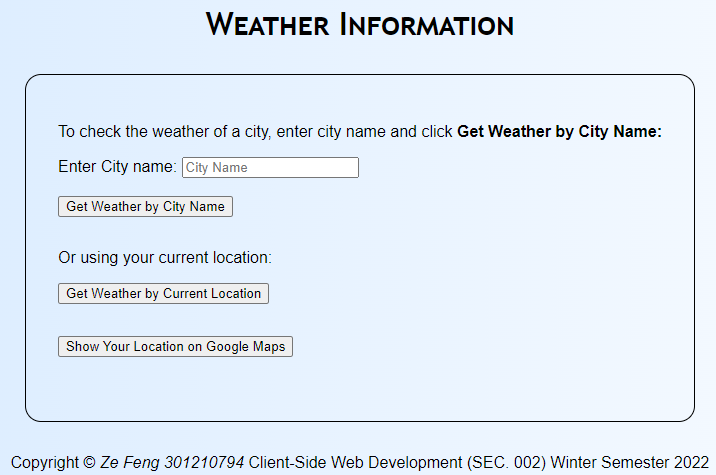 Weather Information
To check the weather of a city, enter city name and click Get Weather by City Name:
Enter City name: City Name
Get Weather by City Name
Or using your current location:
Get Weather by Current Location
Show Your Location on Google Maps
Copyright © Ze Feng 301210794 Client-Side Web Development (SEC. 002) Winter Semester 2022